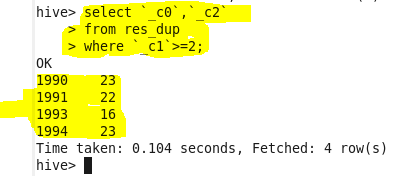 hive> select `_c0`,`_c2`
> from res_dup
> where `_c1`>=2;
OK
1990 23
1991 22
1993 16
1994 23
Time taken: 0.104 seconds, Fetched: 4 row(s)
hive>